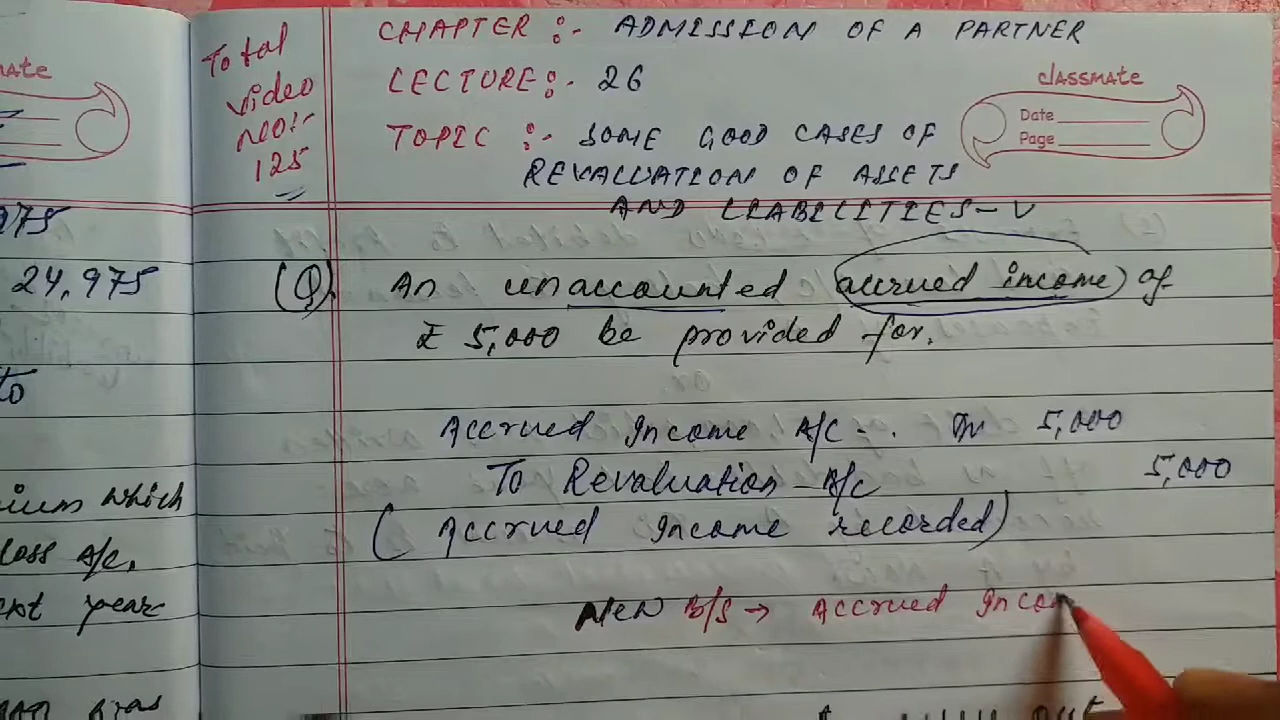 CHAPTER :- ADMISSION OF A PARTNER
Total
video
NO:-
125
LECTURE :- 26
classmate
Date
Page
TOPIC :- SOME GOOD CASES OF
REVALUATION OF ASSETS
AND LIABILITIES-V
975
24,975
to
which
loss A/c.
year
(Q). An unaccounted (accrued income) of
₹ 5,000 be provided for.
Accrued Income A/C - . Dr 5,000
To Revaluation A/c 5,000
(Accrued Income recorded)
New B/S → Accrued Inco